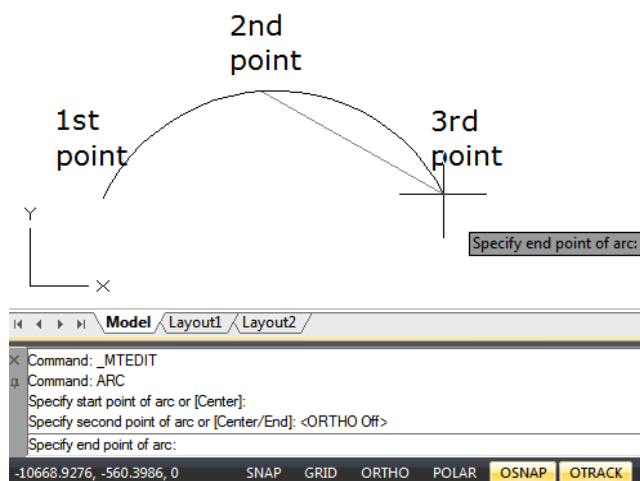 2nd
point
1st
point
3rd
point
Y
X
Specify end point of arc:
Model Layout1 Layout2
Command: _MTEDIT
Command: ARC
Specify start point of arc or [Center]:
Specify second point of arc or [Center/End]: <ORTHO Off>
Specify end point of arc:
-10668.9276, -560.3986, 0 SNAP GRID ORTHO POLAR OSNAP OTRACK